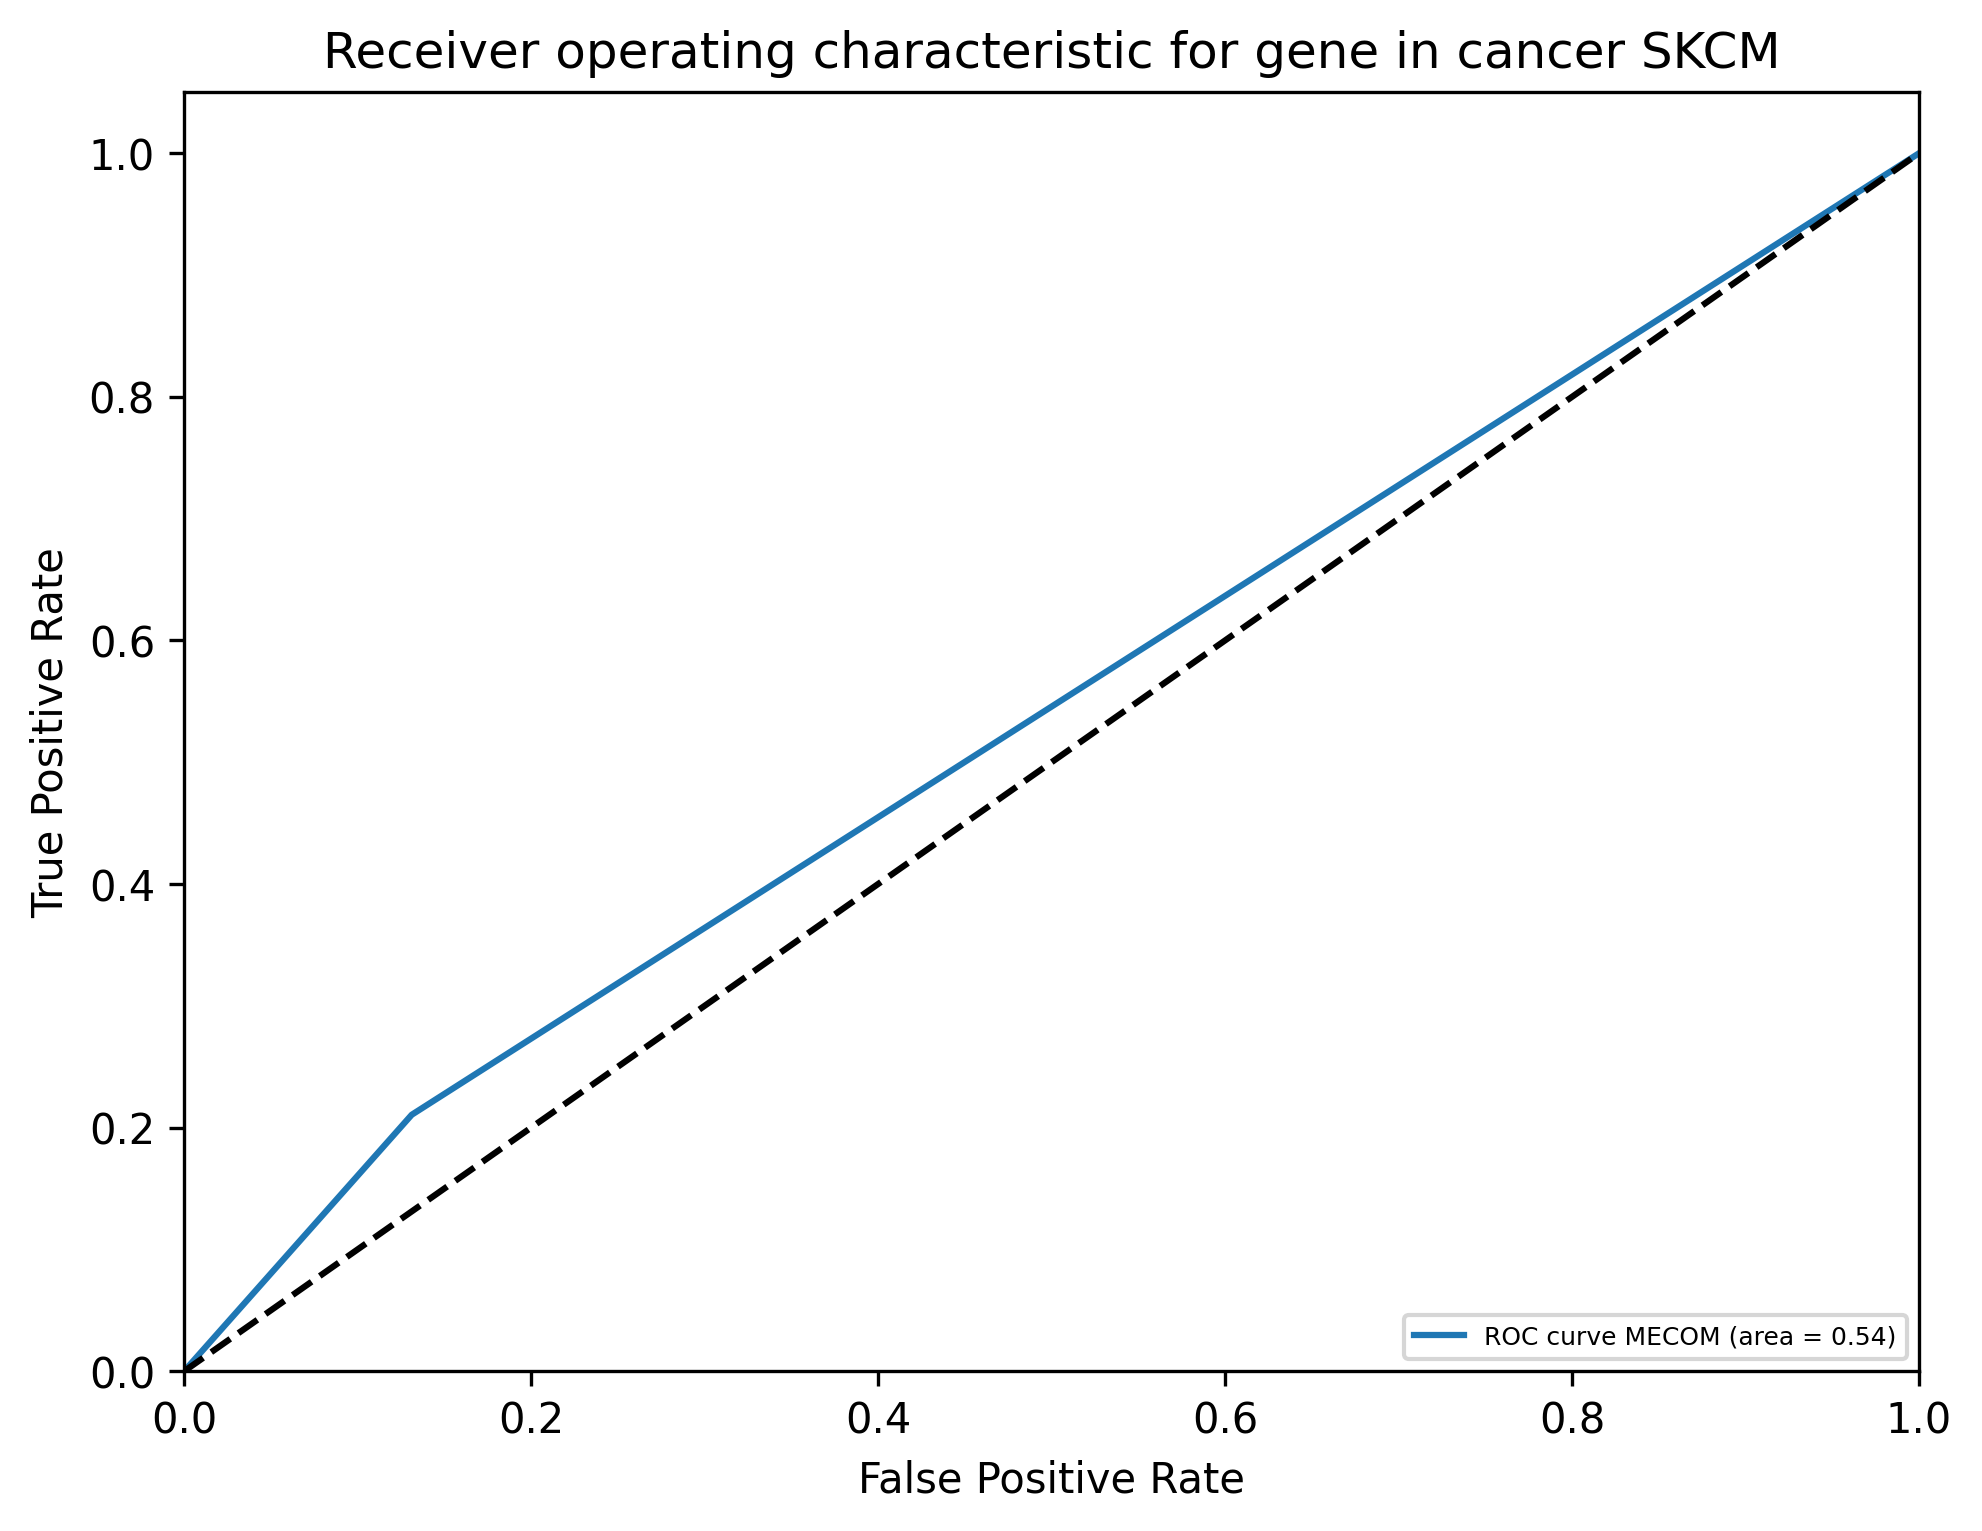 Receiver operating characteristic for gene in cancer SKCM
True Positive Rate
1.0
0.8
0.6
0.4
0.2
0.0
0.0 0.2 0.4 0.6 0.8 1.0
False Positive Rate
ROC curve MECOM (area = 0.54)